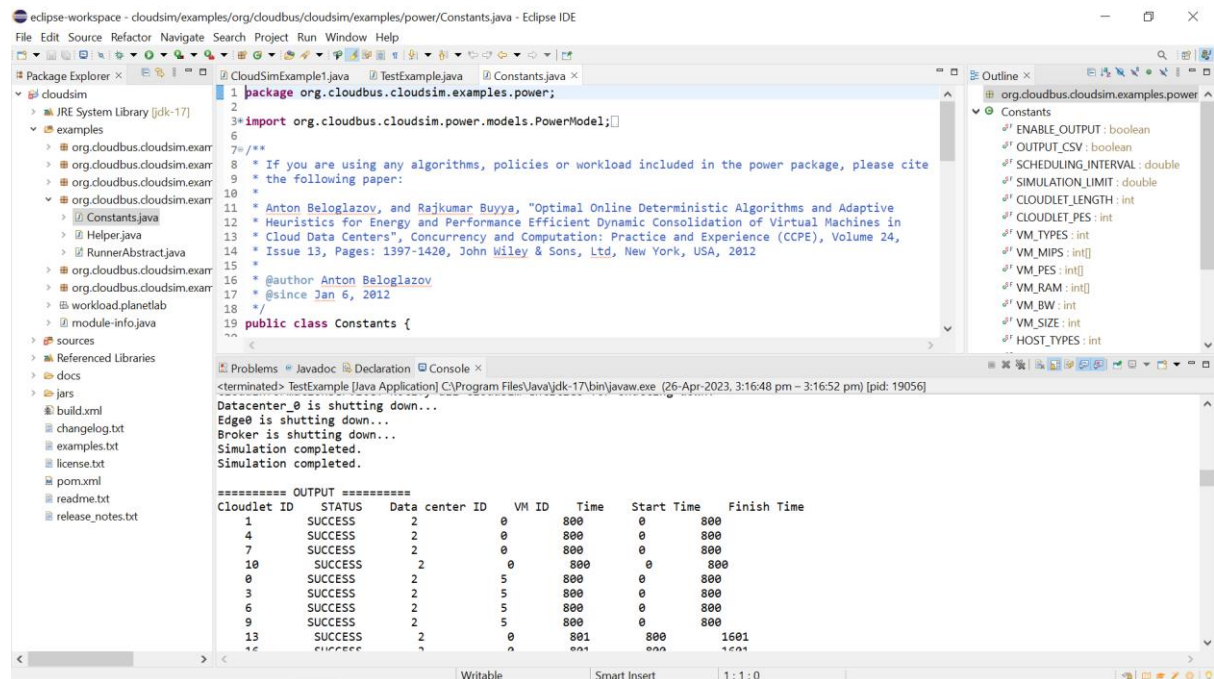 eclipse-workspace - cloudsim/examples/org/cloudbus/cloudsim/examples/power/Constants.java - Eclipse IDE
File Edit Source Refactor Navigate Search Project Run Window Help
Package Explorer
cloudsim
JRE System Library [jdk-17]
examples
org.cloudbus.cloudsim.exam
org.cloudbus.cloudsim.exam
org.cloudbus.cloudsim.exam
org.cloudbus.cloudsim.exam
Constants.java
Helper.java
RunnerAbstract.java
org.cloudbus.cloudsim.exam
org.cloudbus.cloudsim.exam
workload.planetlab
module-info.java
sources
Referenced Libraries
docs
jars
build.xml
changelog.txt
examples.txt
license.txt
pom.xml
readme.txt
release_notes.txt
CloudSimExample1.java TestExample.java Constants.java
1 package org.cloudbus.cloudsim.examples.power;
2
3 import org.cloudbus.cloudsim.power.models.PowerModel;
6
7 /**
8 * If you are using any algorithms, policies or workload included in the power package, please cite
9 * the following paper:
10 *
11 * Anton Beloglazov, and Rajkumar Buyya, "Optimal Online Deterministic Algorithms and Adaptive
12 * Heuristics for Energy and Performance Efficient Dynamic Consolidation of Virtual Machines in
13 * Cloud Data Centers", Concurrency and Computation: Practice and Experience (CCPE), Volume 24,
14 * Issue 13, Pages: 1397-1420, John Wiley & Sons, Ltd, New York, USA, 2012
15 *
16 * @author Anton Beloglazov
17 * @since Jan 6, 2012
18 */
19 public class Constants {
Outline
org.cloudbus.cloudsim.examples.power
Constants
ENABLE_OUTPUT : boolean
OUTPUT_CSV : boolean
SCHEDULING_INTERVAL : double
SIMULATION_LIMIT : double
CLOUDLET_LENGTH : int
CLOUDLET_PES : int
VM_TYPES : int
VM_MIPS : int[]
VM_PES : int[]
VM_RAM : int[]
VM_BW : int
VM_SIZE : int
HOST_TYPES : int
Problems Javadoc Declaration Console
<terminated> TestExample [Java Application] C:\Program Files\Java\jdk-17\bin\javaw.exe (26-Apr-2023, 3:16:48 pm – 3:16:52 pm) [pid: 19056]
Datacenter_0 is shutting down...
Edge0 is shutting down...
Broker is shutting down...
Simulation completed.
Simulation completed.
========== OUTPUT ==========
Cloudlet ID STATUS Data center ID VM ID Time Start Time Finish Time
1 SUCCESS 2 0 800 0 800
4 SUCCESS 2 0 800 0 800
7 SUCCESS 2 0 800 0 800
10 SUCCESS 2 0 800 0 800
0 SUCCESS 2 5 800 0 800
3 SUCCESS 2 5 800 0 800
6 SUCCESS 2 5 800 0 800
9 SUCCESS 2 5 800 0 800
13 SUCCESS 2 0 801 800 1601
Writable Smart Insert 1 : 1 : 0